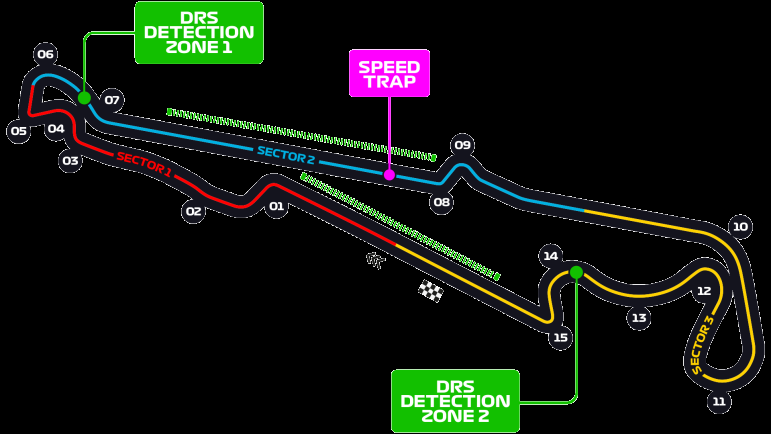 DRS
DETECTION
ZONE 1
SPEED
TRAP
06
07
05
04
03
SECTOR 1
SECTOR 2
09
08
02
01
10
14
12
13
15
SECTOR 3
11
DRS
DETECTION
ZONE 2